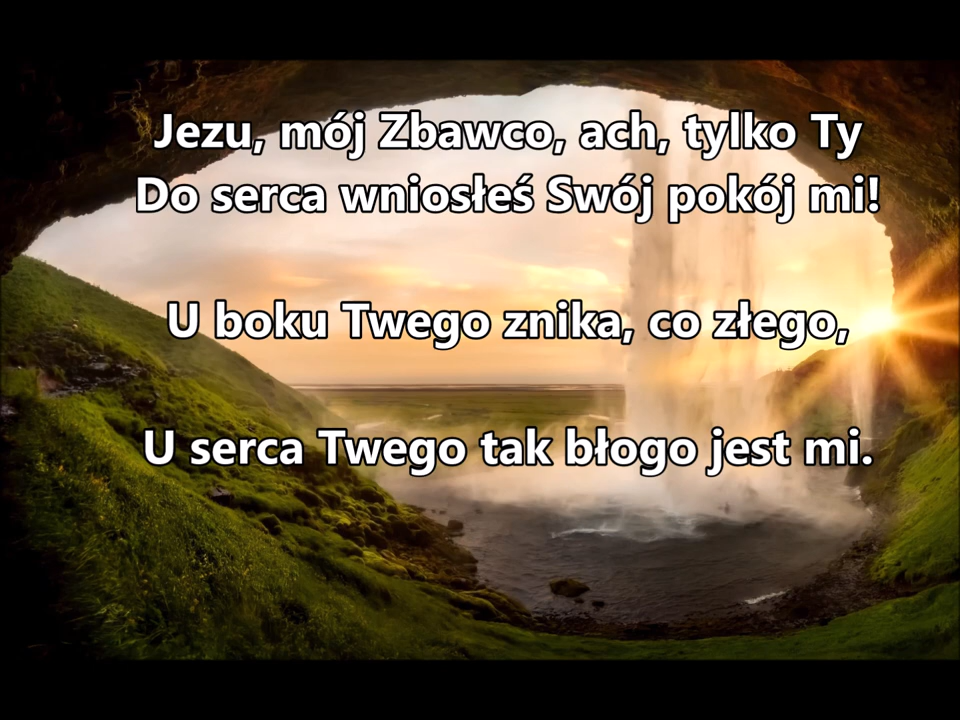 Jezu, mój Zbawco, ach, tylko Ty
Do serca wniosłeś Swój pokój mi!
U boku Twego znika, co złego,
U serca Twego tak błogo jest mi.